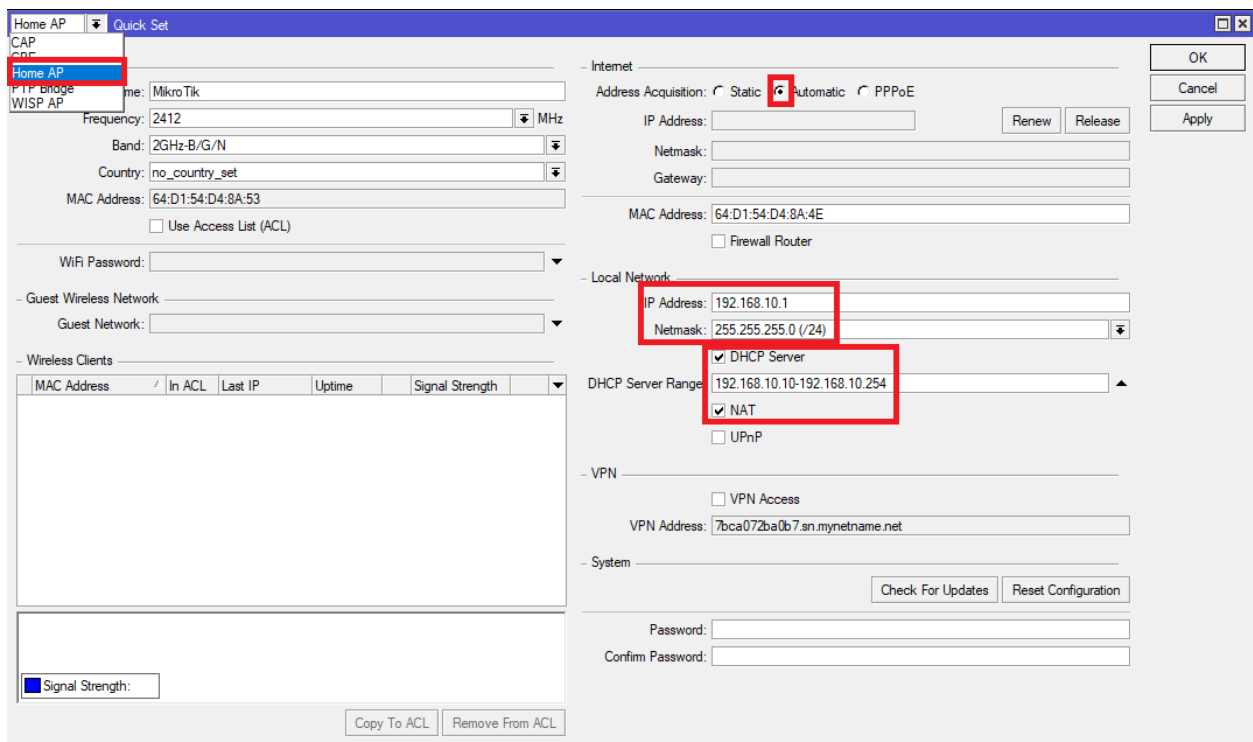 Home AP Quick Set
CAP
Home AP
PTP Bridge
WISP AP
me: MikroTik
Frequency: 2412 MHz
Band: 2GHz-B/G/N
Country: no_country_set
MAC Address: 64:D1:54:D4:8A:53
Use Access List (ACL)
WiFi Password:
Guest Wireless Network
Guest Network:
Wireless Clients
MAC Address In ACL Last IP Uptime Signal Strength
Signal Strength:
Copy To ACL Remove From ACL
Internet
Address Acquisition: Static Automatic PPPoE
IP Address: Renew Release
Netmask:
Gateway:
MAC Address: 64:D1:54:D4:8A:4E
Firewall Router
Local Network
IP Address: 192.168.10.1
Netmask: 255.255.255.0 (/24)
DHCP Server
DHCP Server Range 192.168.10.10-192.168.10.254
NAT
UPnP
VPN
VPN Access
VPN Address: 7bca072ba0b7.sn.mynetname.net
System
Check For Updates Reset Configuration
Password:
Confirm Password:
OK
Cancel
Apply